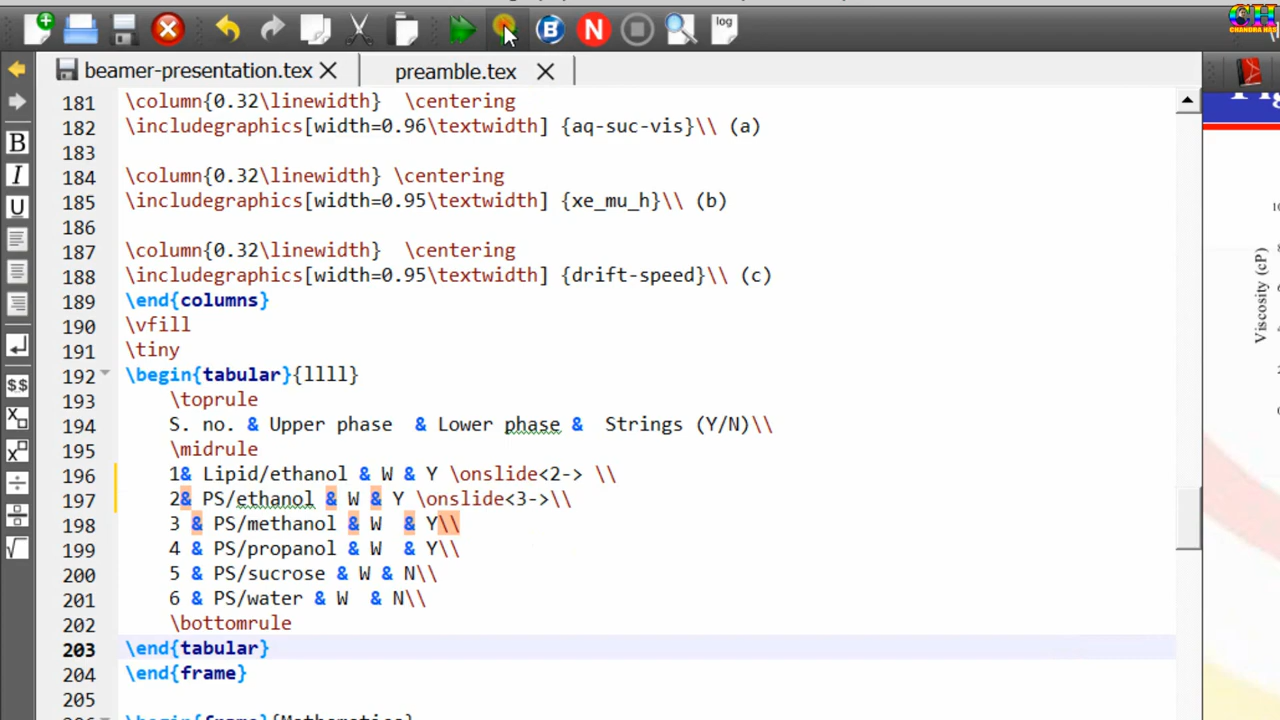 log
CH
CHANDRA HAS
beamer-presentation.tex
preamble.tex
B
N
B
I
U
$$
181 \column{0.32\linewidth} \centering
182 \includegraphics[width=0.96\textwidth] {aq-suc-vis}\\ (a)
183
184 \column{0.32\linewidth} \centering
185 \includegraphics[width=0.95\textwidth] {xe_mu_h}\\ (b)
186
187 \column{0.32\linewidth} \centering
188 \includegraphics[width=0.95\textwidth] {drift-speed}\\ (c)
189 \end{columns}
190 \vfill
191 \tiny
192 \begin{tabular}{llll}
193 \toprule
194 S. no. & Upper phase & Lower phase & Strings (Y/N)\\
195 \midrule
196 1& Lipid/ethanol & W & Y \onslide<2-> \\
197 2& PS/ethanol & W & Y \onslide<3->\\
198 3 & PS/methanol & W & Y\\
199 4 & PS/propanol & W & Y\\
200 5 & PS/sucrose & W & N\\
201 6 & PS/water & W & N\\
202 \bottomrule
203 \end{tabular}
204 \end{frame}
205
Viscosity (cP)